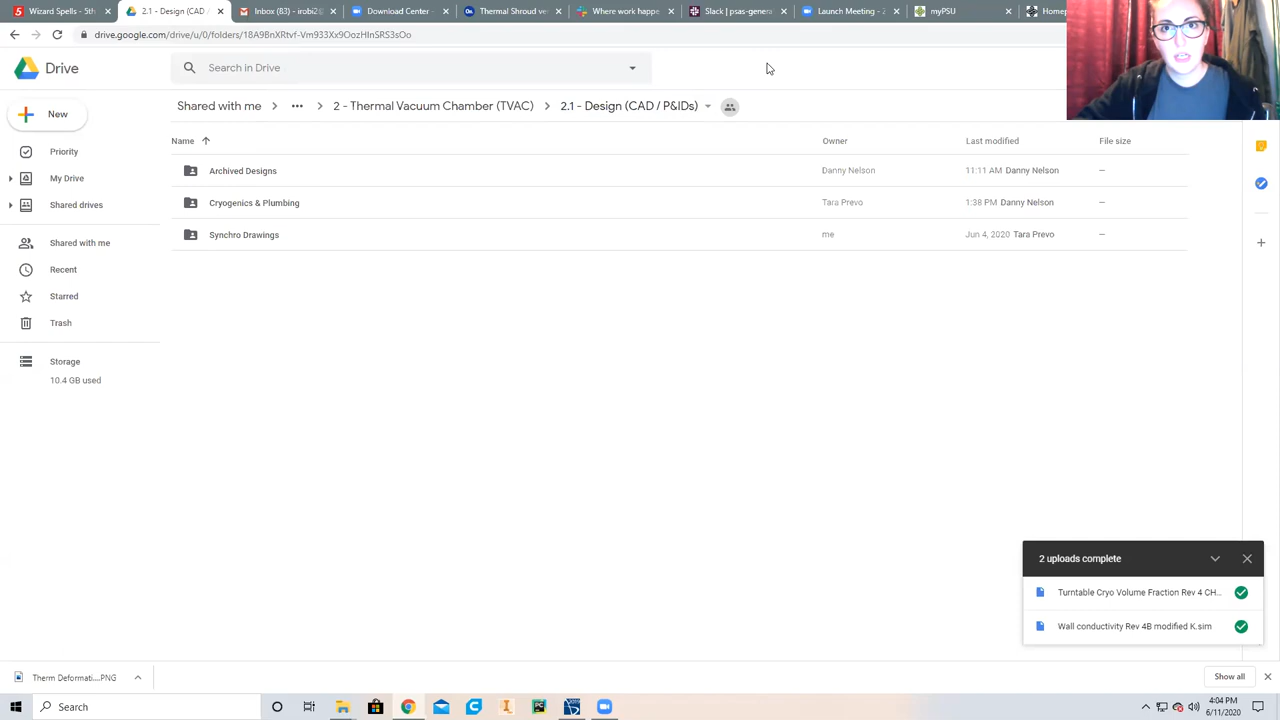 Wizard Spells - th
2.1 - Design (CAD /
Inbox (83) - irobi2@
Download Center -
Thermal Shroud ve
Where work happe
Slack | psas-genera
Launch Meeting - Z
myPSU
Homep
drive.google.com/drive/u/0/folders/18A9BnXRtvf-Vm933Xx9OozHInSRS3sOo
Drive
Search in Drive
Shared with me > ... > 2 - Thermal Vacuum Chamber (TVAC) > 2.1 - Design (CAD / P&IDs)
New
Name Owner Last modified File size
Priority
Archived Designs Danny Nelson 11:11 AM Danny Nelson —
My Drive
Cryogenics & Plumbing Tara Prevo 1:38 PM Danny Nelson —
Shared drives
Synchro Drawings me Jun 4, 2020 Tara Prevo —
Shared with me
Recent
Starred
Trash
Storage
10.4 GB used
2 uploads complete
Turntable Cryo Volume Fraction Rev 4 CH...
Wall conductivity Rev 4B modified K.sim
Therm Deformati....PNG
Show all
Search
4:04 PM
6/11/2020